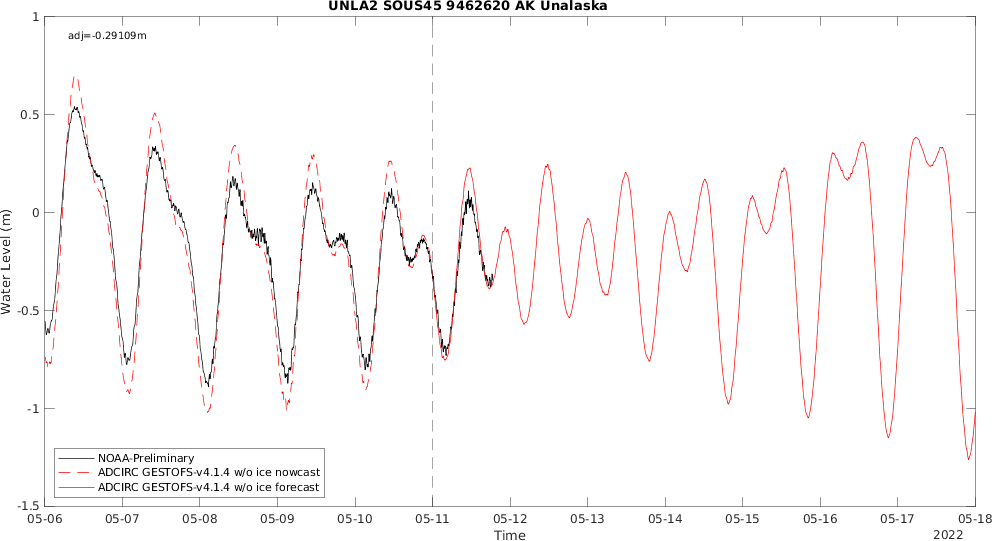 UNLA2 SOUS45 9462620 AK Unalaska
adj=-0.29109m
1
0.5
0
-0.5
-1
-1.5
Water Level (m)
NOAA-Preliminary
ADCIRC GESTOFS-v4.1.4 w/o ice nowcast
ADCIRC GESTOFS-v4.1.4 w/o ice forecast
05-06 05-07 05-08 05-09 05-10 05-11 05-12 05-13 05-14 05-15 05-16 05-17 05-18
Time
2022